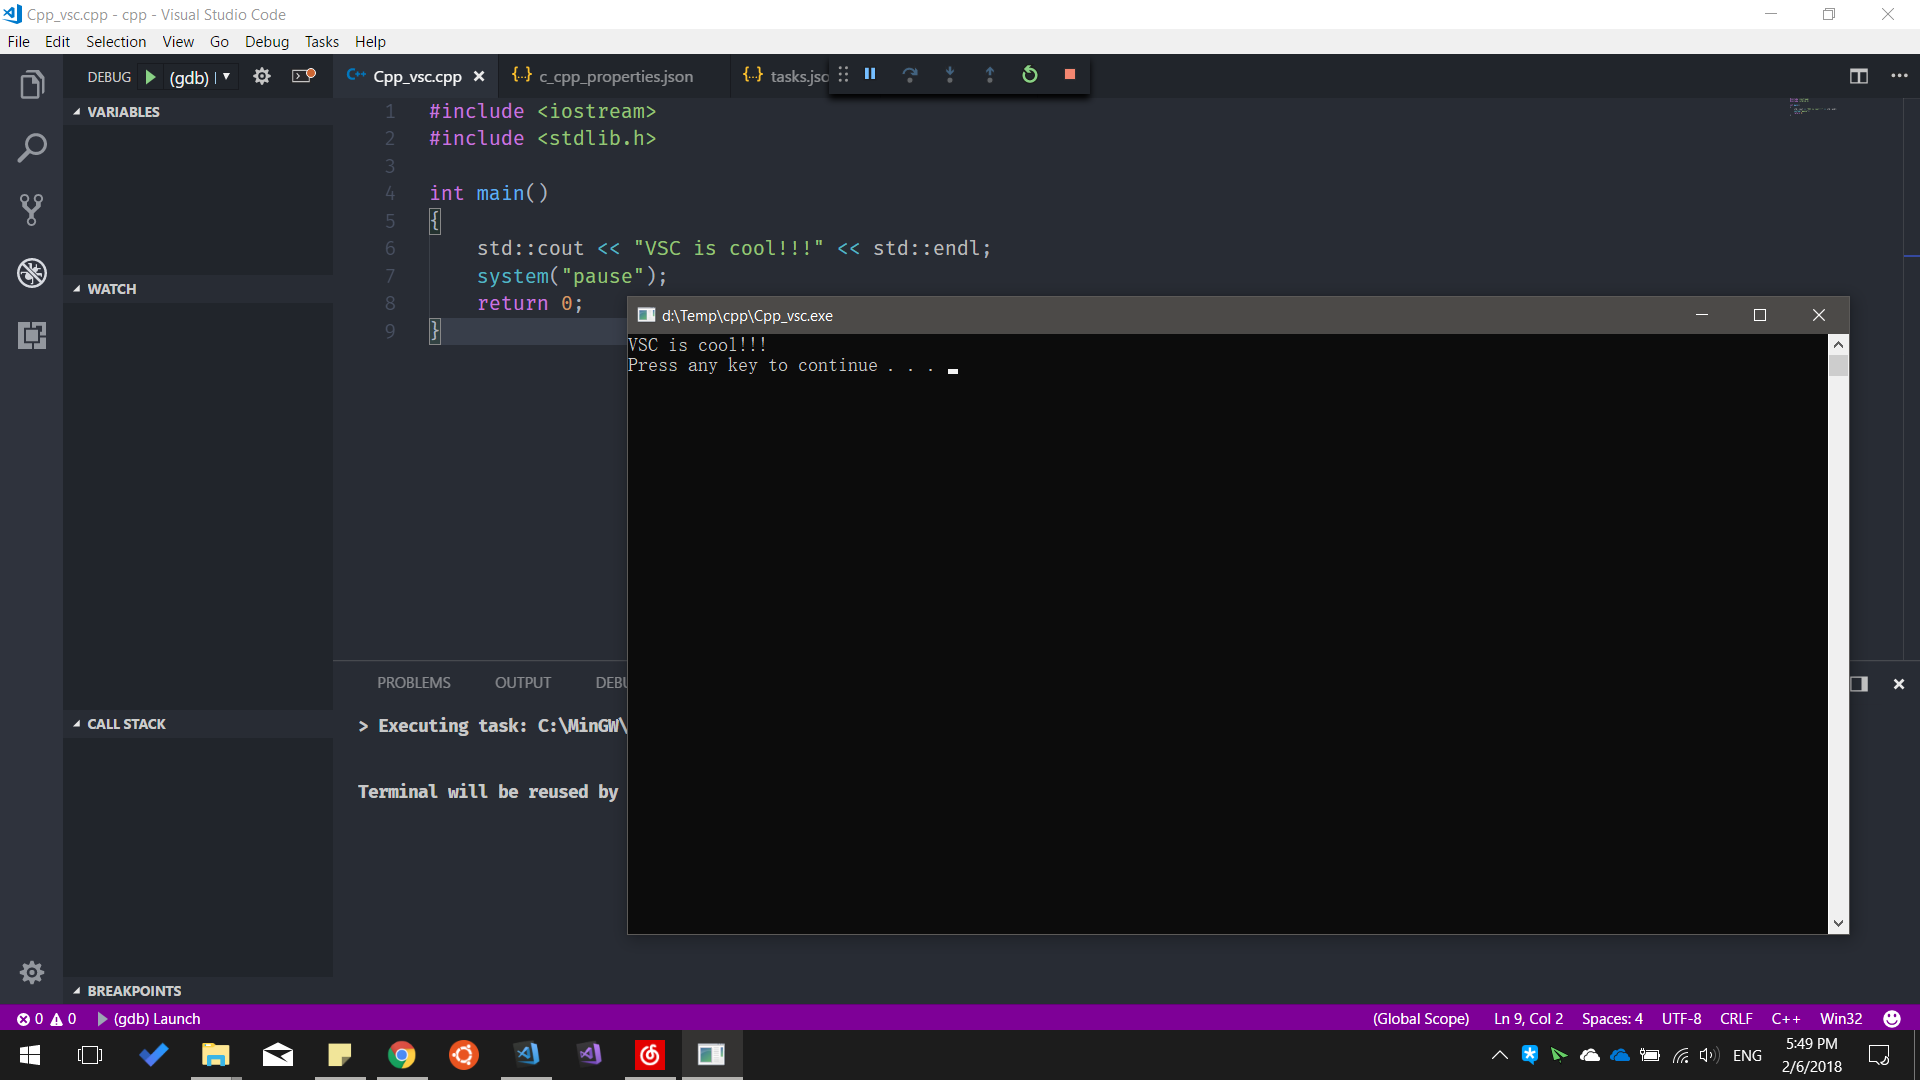 Cpp_vsc.cpp - cpp - Visual Studio Code
File Edit Selection View Go Debug Tasks Help
DEBUG (gdb)
Cpp_vsc.cpp
c_cpp_properties.json
tasks.jso
VARIABLES
WATCH
CALL STACK
BREAKPOINTS
1 #include <iostream>
2 #include <stdlib.h>
3
4 int main()
5 {
6 std::cout << "VSC is cool!!!" << std::endl;
7 system("pause");
8 return 0;
9 }
d:\Temp\cpp\Cpp_vsc.exe
VSC is cool!!!
Press any key to continue . . .
PROBLEMS OUTPUT DEBU
> Executing task: C:\MinGW\
Terminal will be reused by
0 0 (gdb) Launch
(Global Scope) Ln 9, Col 2 Spaces: 4 UTF-8 CRLF C++ Win32
ENG
5:49 PM
2/6/2018